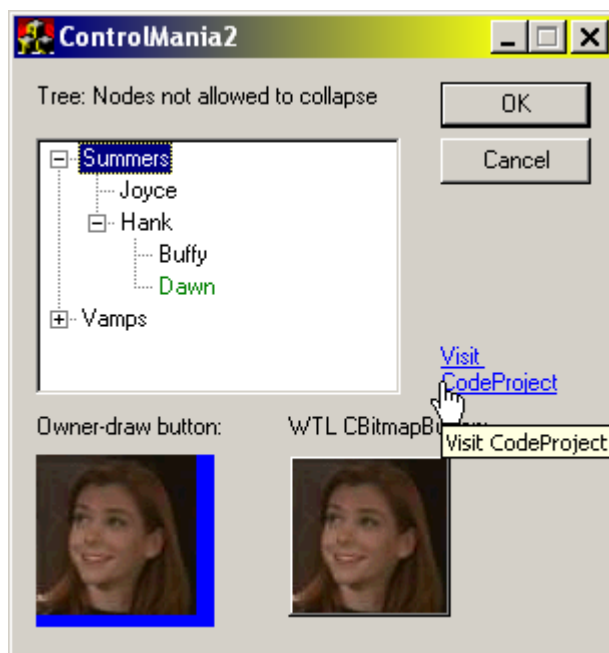 ControlMania2
Tree: Nodes not allowed to collapse
OK
Cancel
Summers
Joyce
Hank
Buffy
Dawn
Vamps
Visit
CodeProject
Visit CodeProject
Owner-draw button:
WTL